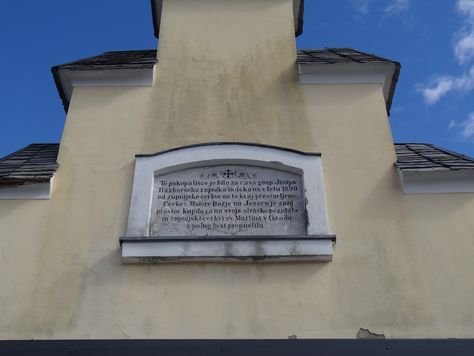 To pokopališče je bilo za časa gosp. Josipa
Razborška župnika in dekana v letu 1890
od župnijske cerkve na ta kraj prestavljeno.
Cerkev Matere Božje na Jezeru je zanj
prostor kupila, ga na svoje stroške pozidala
in župnijski cerkvi sv. Martina v Gradu
v polno last prepustila.